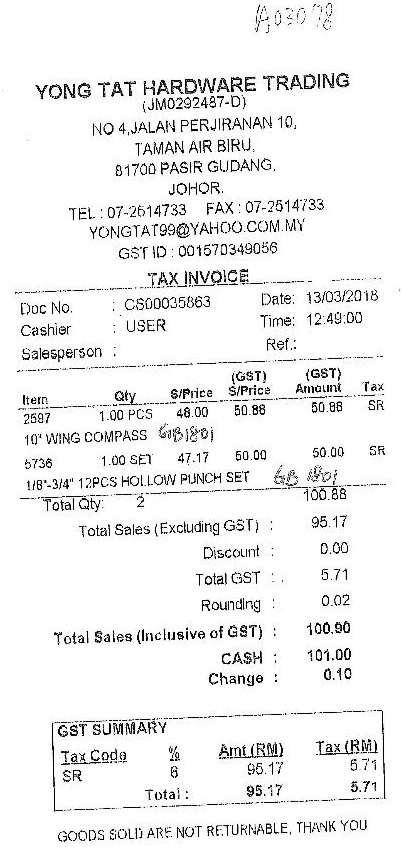 A03098
YONG TAT HARDWARE TRADING
(JM0292487-D)
NO 4,JALAN PERJIRANAN 10,
TAMAN AIR BIRU,
81700 PASIR GUDANG,
JOHOR.
TEL : 07-2514733 FAX : 07-2514733
YONGTAT99@YAHOO.COM.MY
GST ID : 001570349056
TAX INVOICE
Doc No. : CS00035863 Date: 13/03/2018
Cashier : USER Time: 12:49:00
Salesperson : Ref.:
(GST) (GST)
Item Qty S/Price S/Price Amount Tax
2597 1.00 PCS 48.00 50.88 50.88 SR
10" WING COMPASS GB1801
5736 1.00 SET 47.17 50.00 50.00 SR
1/8"-3/4" 12PCS HOLLOW PUNCH SET GB 1801
Total Qty: 2 100.88
Total Sales (Excluding GST) : 95.17
Discount : 0.00
Total GST : 5.71
Rounding : 0.02
Total Sales (Inclusive of GST) : 100.90
CASH : 101.00
Change : 0.10
GST SUMMARY
Tax Code % Amt (RM) Tax (RM)
SR 6 95.17 5.71
Total : 95.17 5.71
GOODS SOLD ARE NOT RETURNABLE, THANK YOU